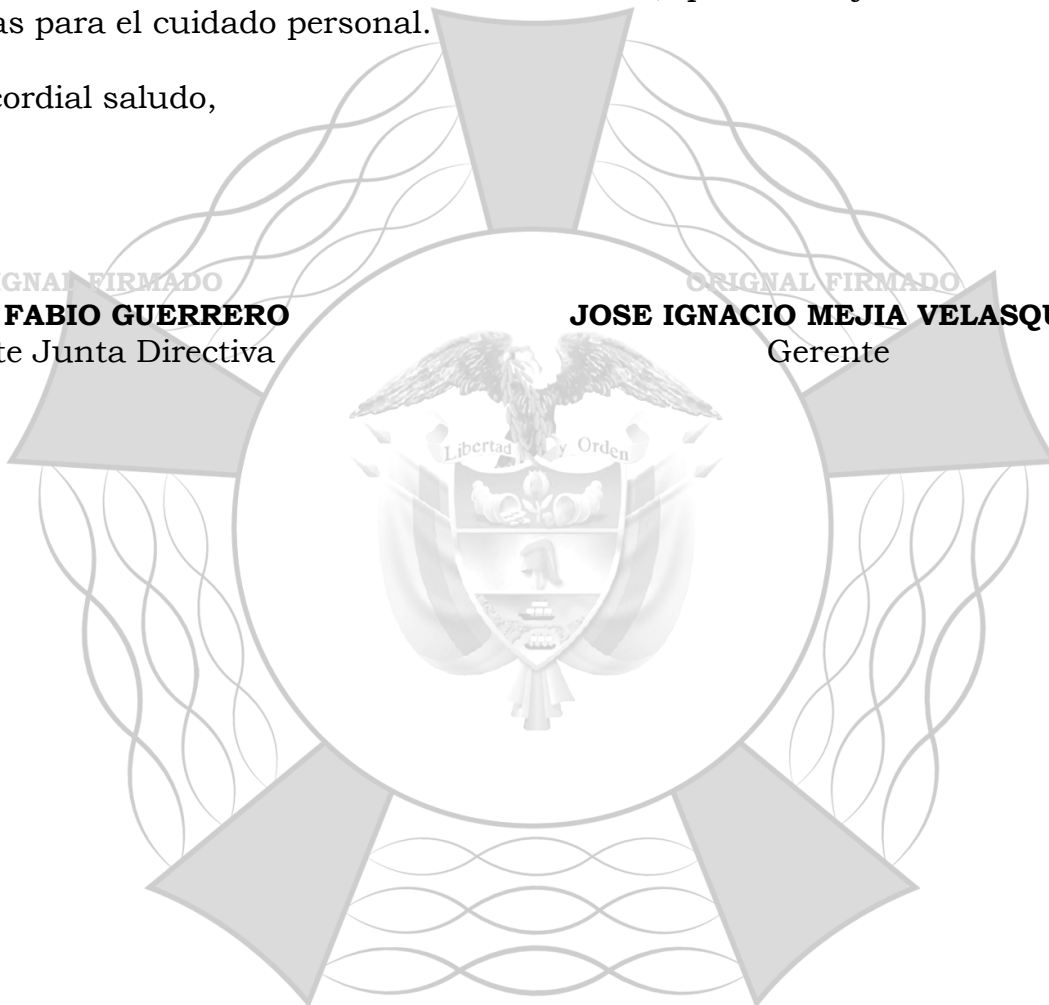 as para el cuidado personal.
cordial saludo,
IGNAL FIRMADO ORIGNAL FIRMADO
FABIO GUERRERO JOSE IGNACIO MEJIA VELASQU
te Junta Directiva Gerente
Libertad y Orden